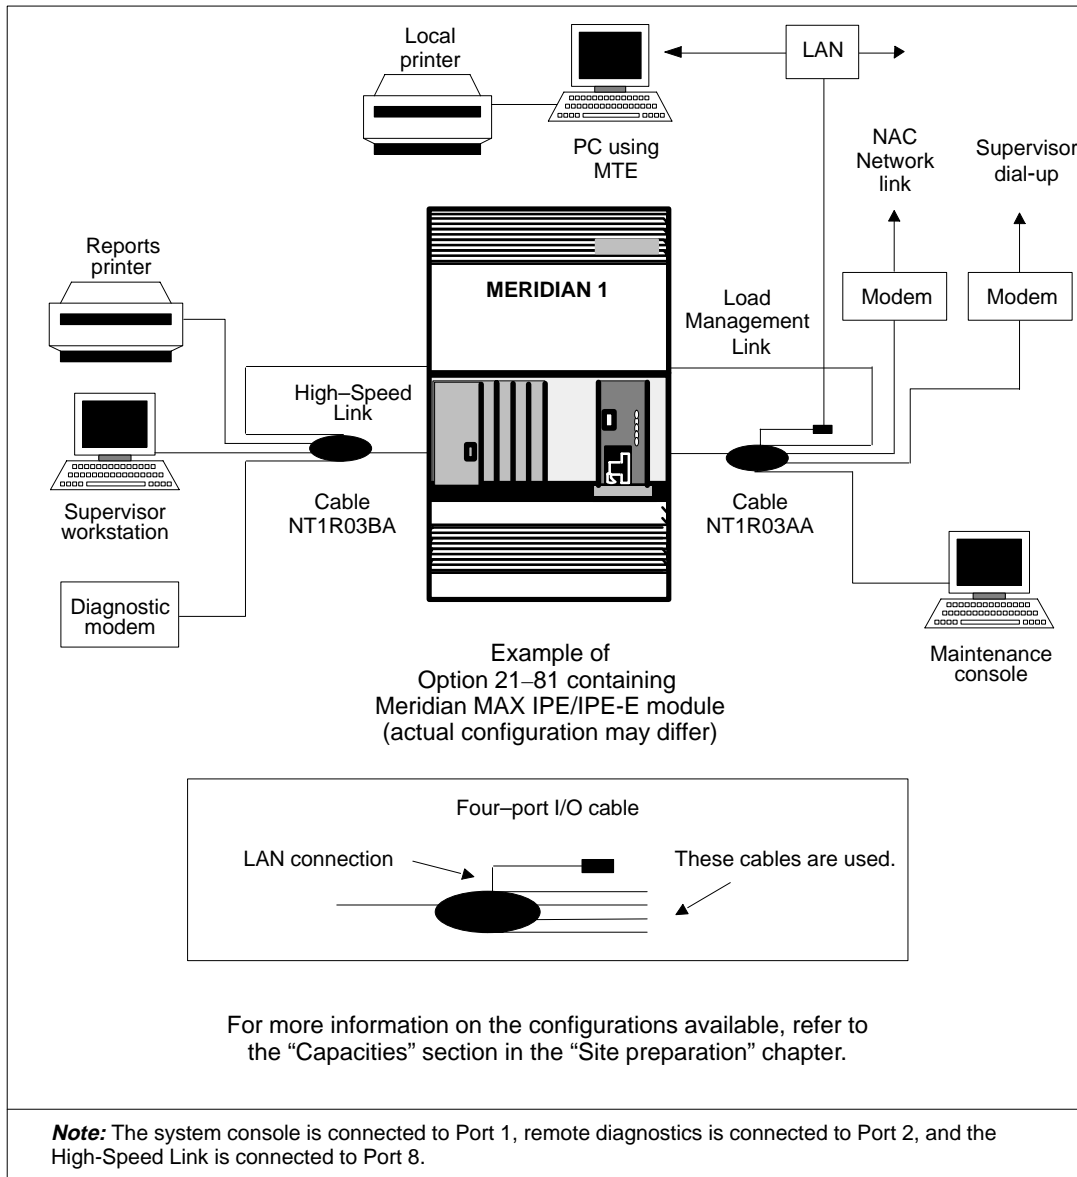 Local
printer
LAN
PC using
MTE
NAC
Network
link
Supervisor
dial-up
Reports
printer
MERIDIAN 1
Load
Management
Link
Modem
Modem
High–Speed
Link
Supervisor
workstation
Cable
NT1R03BA
Cable
NT1R03AA
Diagnostic
modem
Maintenance
console
Example of
Option 21–81 containing
Meridian MAX IPE/IPE-E module
(actual configuration may differ)
Four–port I/O cable
LAN connection
These cables are used.
For more information on the configurations available, refer to
the “Capacities” section in the “Site preparation” chapter.
Note: The system console is connected to Port 1, remote diagnostics is connected to Port 2, and the
High-Speed Link is connected to Port 8.